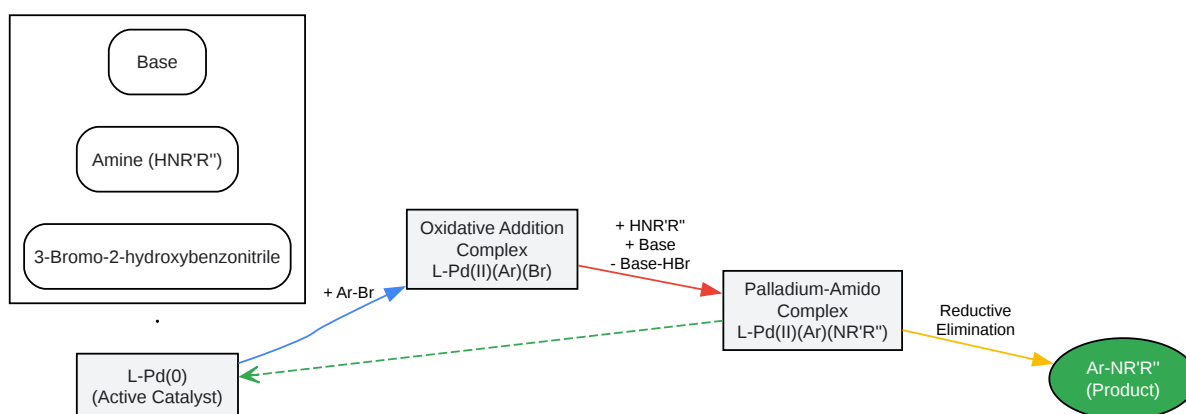 Base
Amine (HNR'R'')
3-Bromo-2-hydroxybenzonitrile
.
L-Pd(0)
(Active Catalyst)
+ Ar-Br
Oxidative Addition
Complex
L-Pd(II)(Ar)(Br)
+ HNR'R''
+ Base
- Base-HBr
Palladium-Amido
Complex
L-Pd(II)(Ar)(NR'R'')
Reductive
Elimination
Ar-NR'R''
(Product)